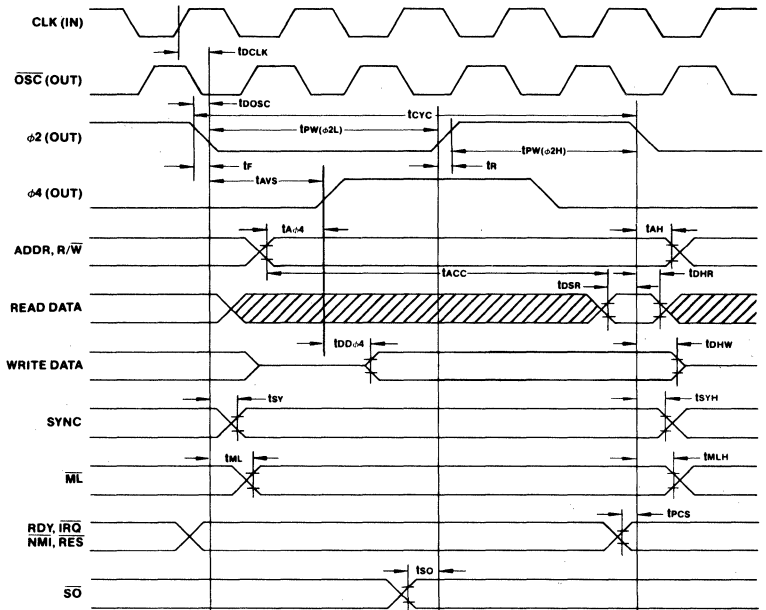 CLK (IN)
tDCLK
OSC (OUT)
tDOSC
tCYC
tPW(ϕ2L)
ϕ2 (OUT)
tPW(ϕ2H)
tF
tR
tAVS
ϕ4 (OUT)
tAϕ4
tAH
ADDR, R/W
tACC
tDSR
tDHR
READ DATA
tDDϕ4
tDHW
WRITE DATA
tSY
tSYH
SYNC
tML
tMLH
ML
tPCS
RDY, IRQ
NMI, RES
tSO
SO